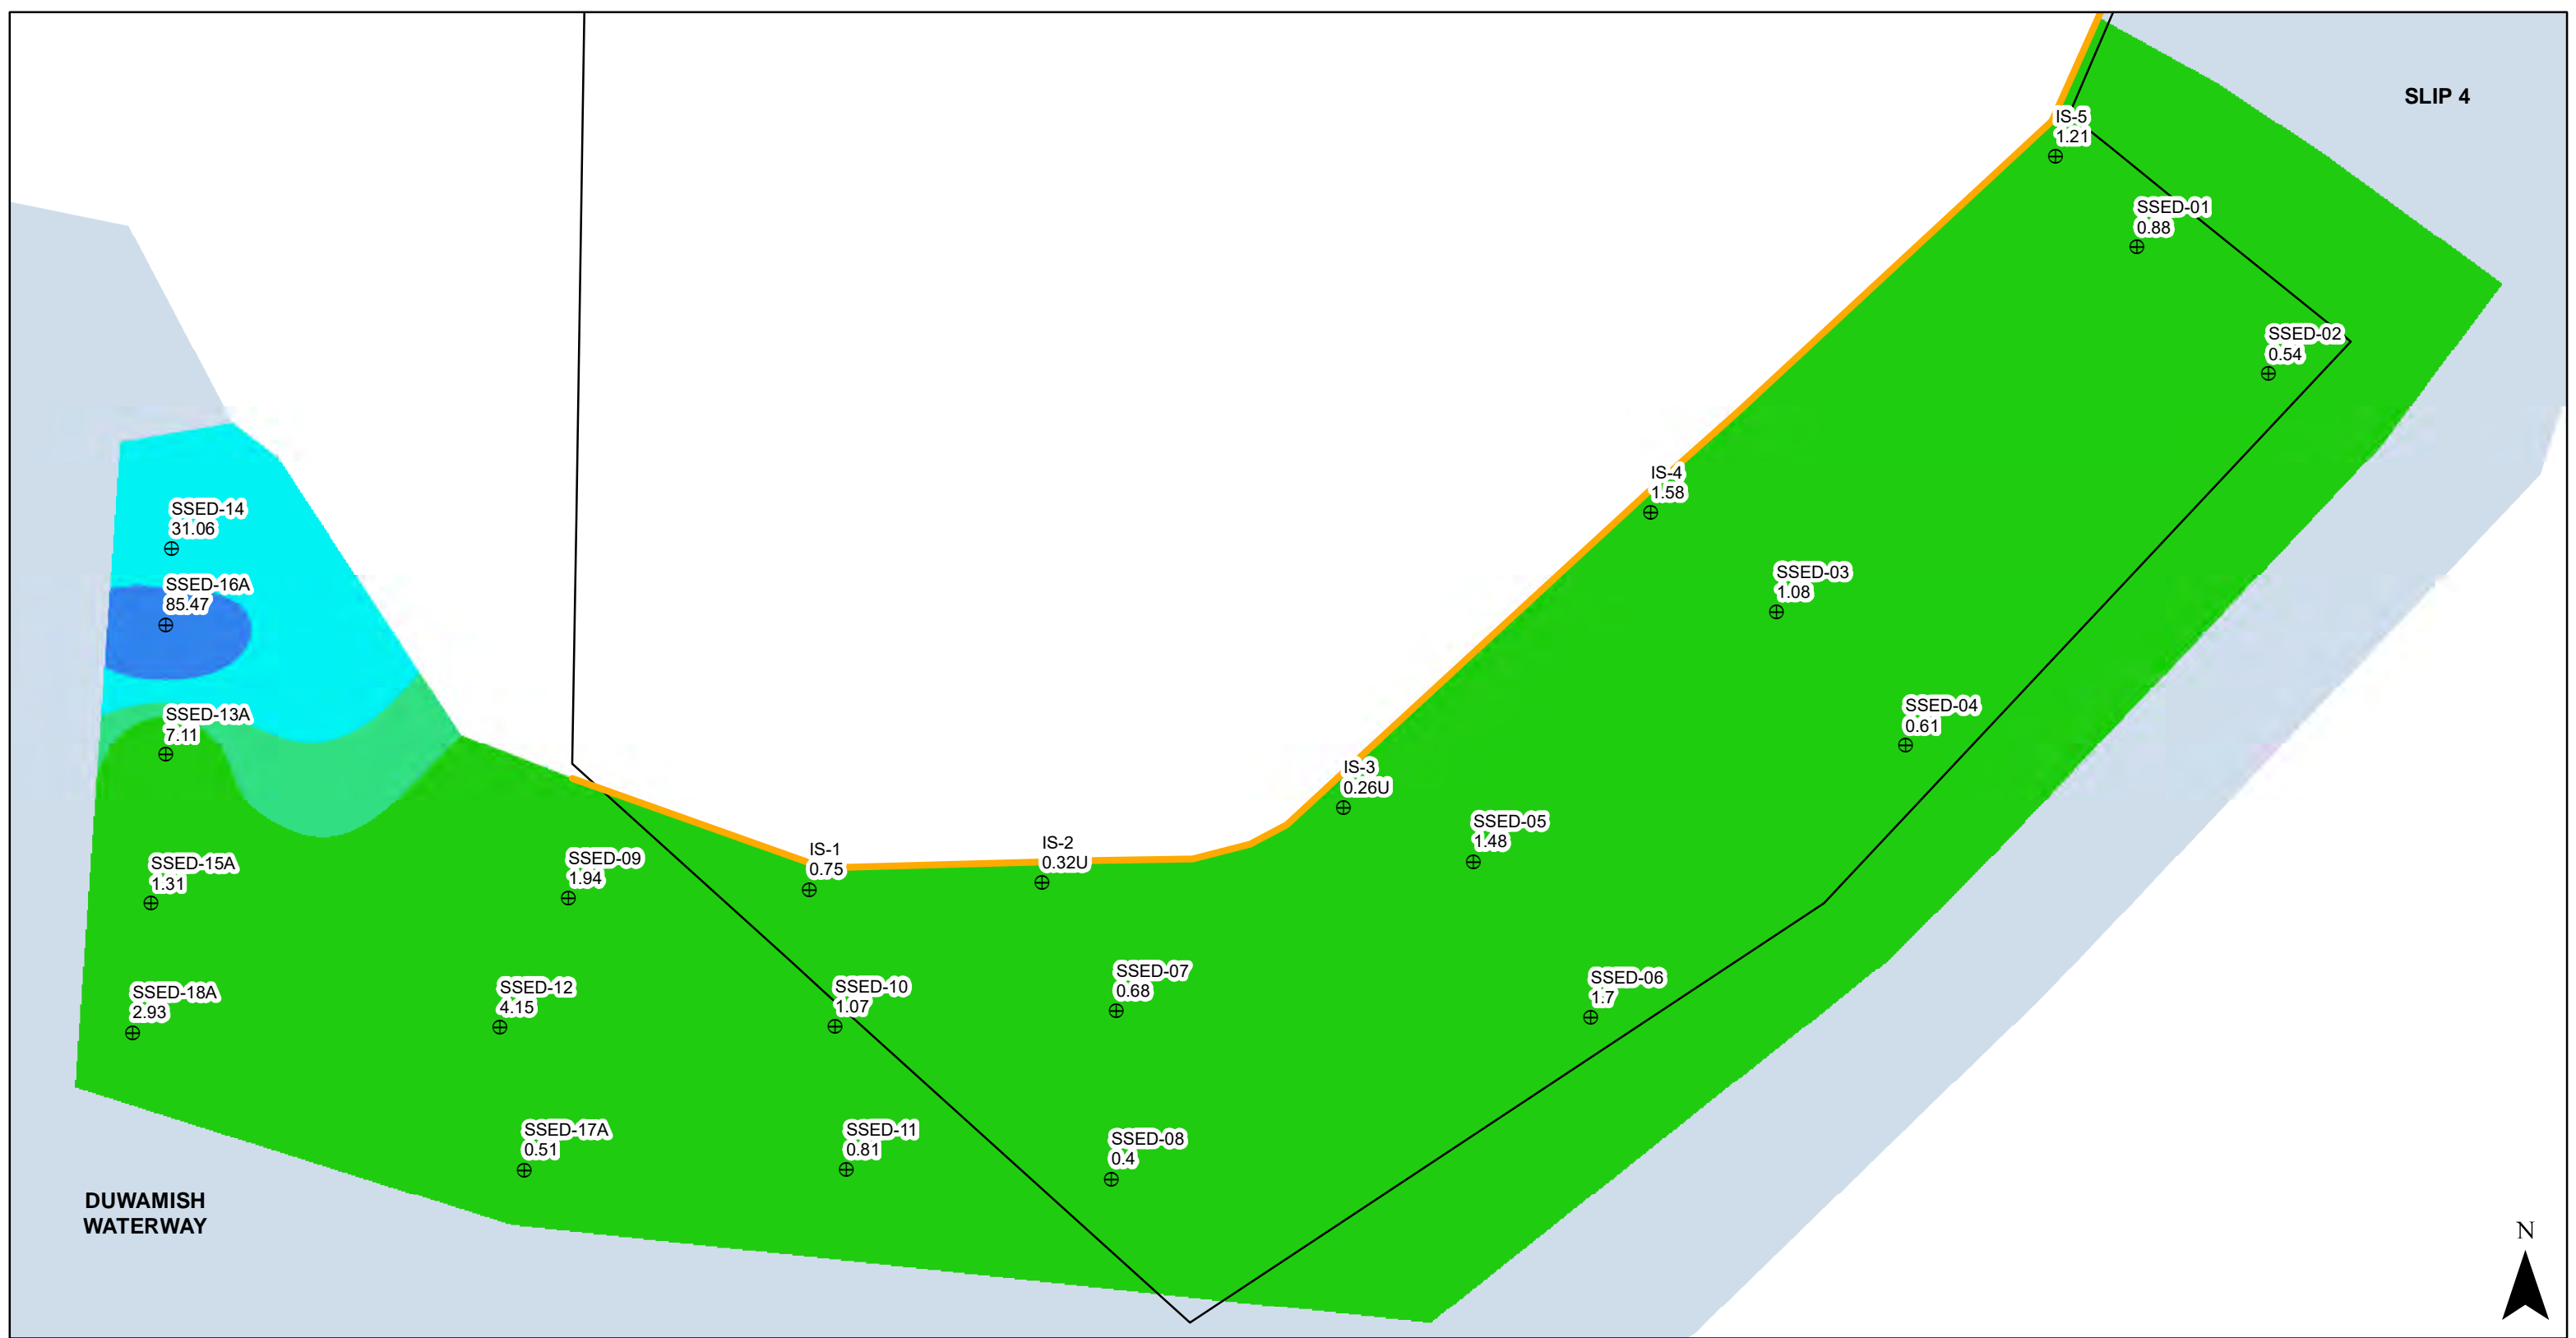 SLIP 4
IS-5
1.21
SSED-01
0.88
SSED-02
0.54
IS-4
1.58
SSED-14
31.06
SSED-03
1.08
SSED-16A
85.47
SSED-04
0.61
SSED-13A
7.11
IS-3
0.26U
SSED-05
1.48
IS-2
0.32U
IS-1
0.75
SSED-09
1.94
SSED-15A
1.31
SSED-07
0.68
SSED-06
1.7
SSED-10
1.07
SSED-12
4.15
SSED-18A
2.93
SSED-17A
0.51
SSED-11
0.81
SSED-08
0.4
DUWAMISH
WATERWAY
N